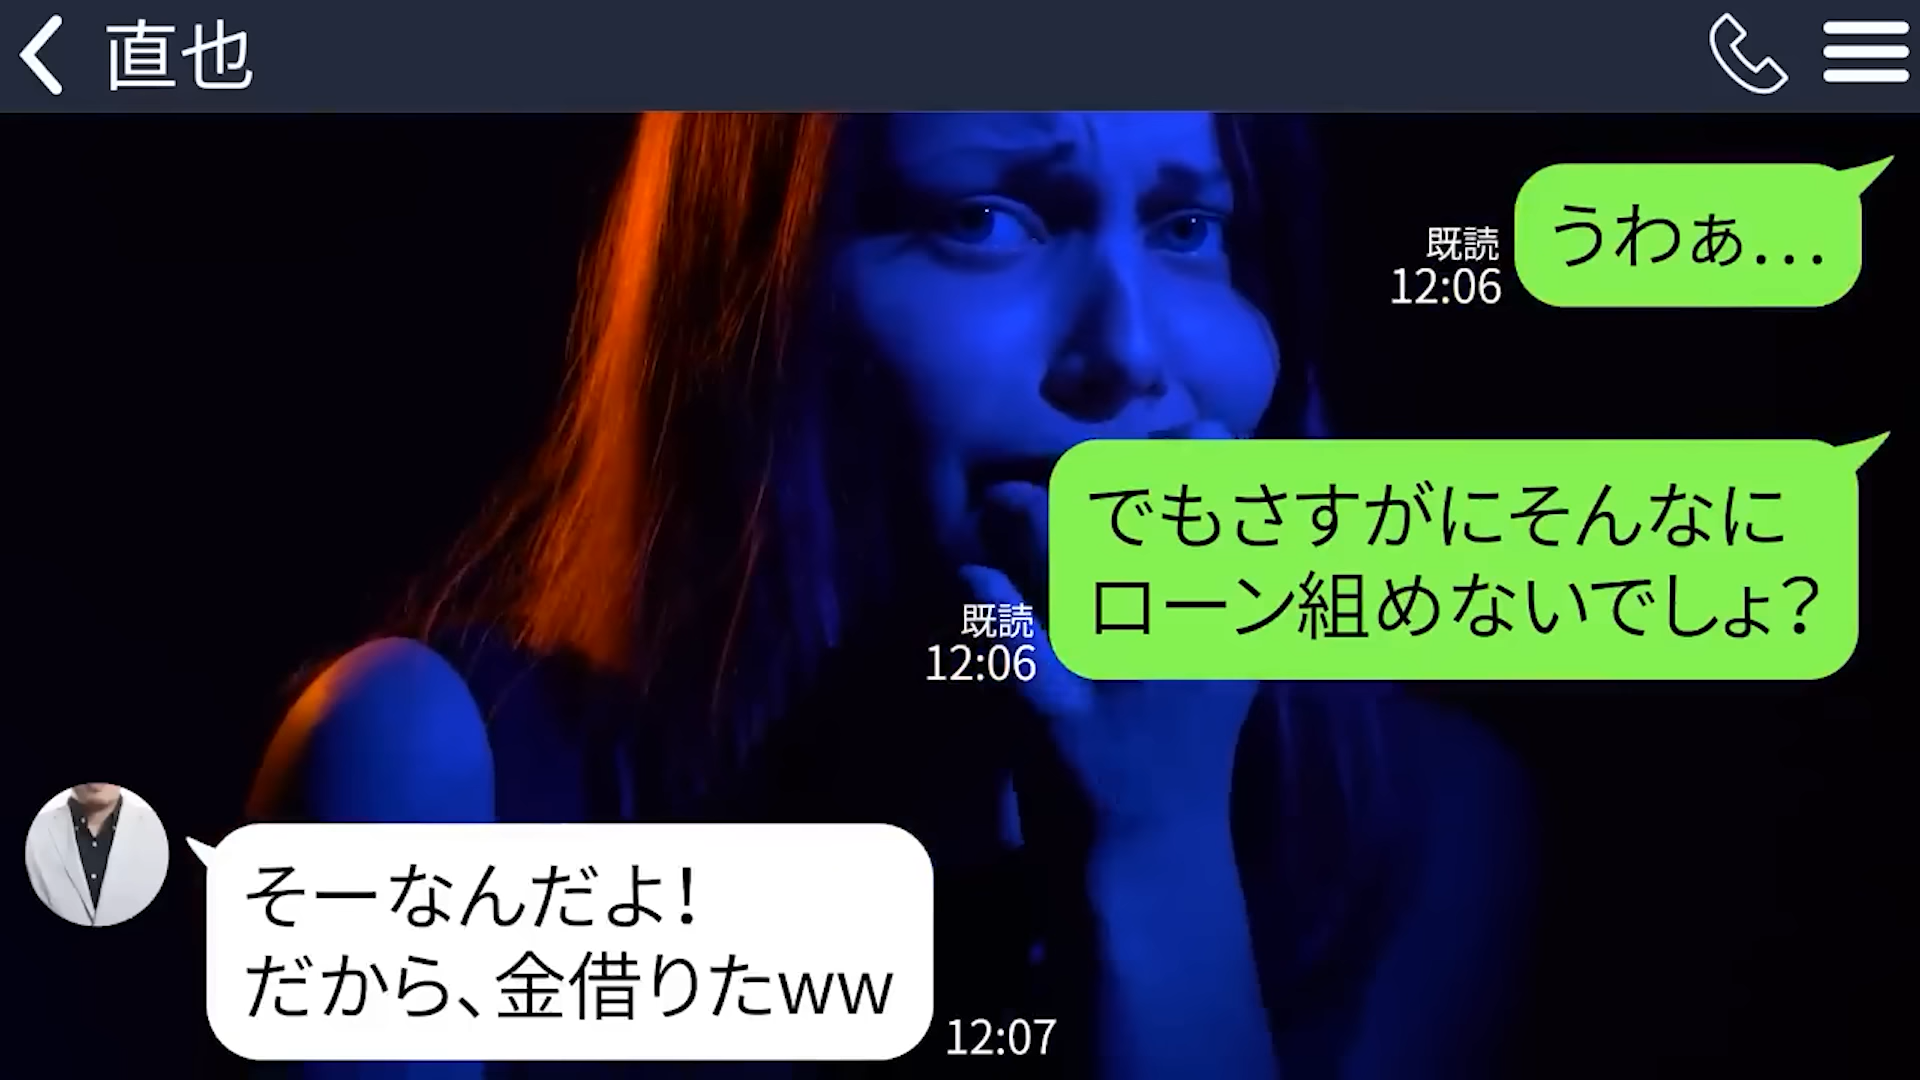 直也
うわぁ…
既読
12:06
でもさすがにそんなに
ローン組めないでしょ？
既読
12:06
そーなんだよ！
だから、金借りたww
12:07